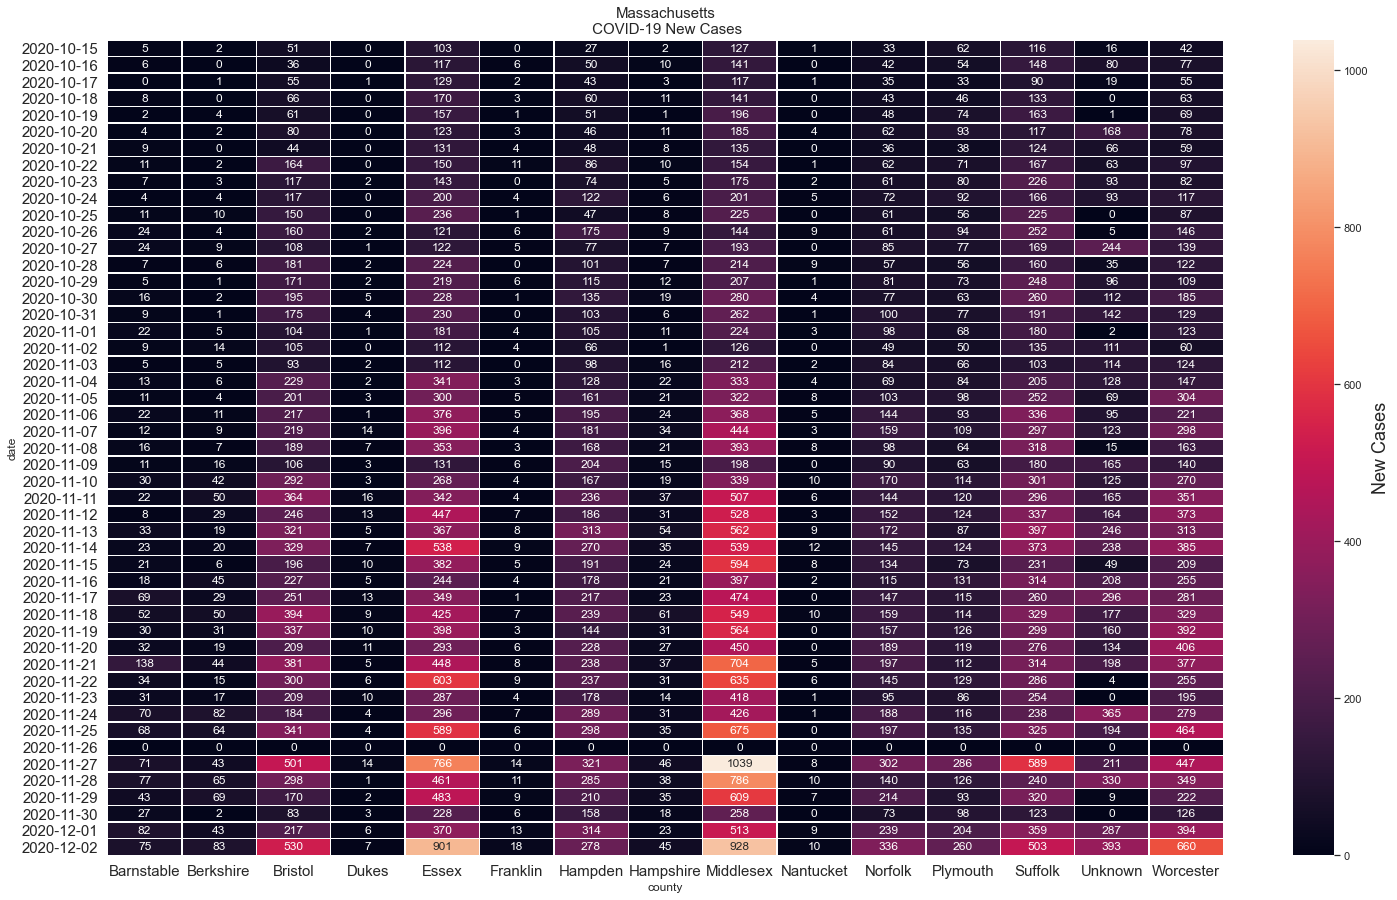 Massachusetts
COVID-19 New Cases
2020-10-15 5 2 51 0 103 0 27 2 127 1 33 62 116 16 42
2020-10-16 6 0 36 0 117 6 50 10 141 0 42 54 148 80 77
2020-10-17 0 1 55 1 129 2 43 3 117 1 35 33 90 19 55
2020-10-18 8 0 66 0 170 3 60 11 141 0 43 46 133 0 63
2020-10-19 2 4 61 0 157 1 51 1 196 0 48 74 163 1 69
2020-10-20 4 2 80 0 123 3 46 11 185 4 62 93 117 168 78
2020-10-21 9 0 44 0 131 4 48 8 135 0 36 38 124 66 59
2020-10-22 11 2 164 0 150 11 86 10 154 1 62 71 167 63 97
2020-10-23 7 3 117 2 143 0 74 5 175 2 61 80 226 93 82
2020-10-24 4 4 117 0 200 4 122 6 201 5 72 92 166 93 117
2020-10-25 11 10 150 0 236 1 47 8 225 0 61 56 225 0 87
2020-10-26 24 4 160 2 121 6 175 9 144 9 61 94 252 5 146
2020-10-27 24 9 108 1 122 5 77 7 193 0 85 77 169 244 139
2020-10-28 7 6 181 2 224 0 101 7 214 9 57 56 160 35 122
2020-10-29 5 1 171 2 219 6 115 12 207 1 81 73 248 96 109
2020-10-30 16 2 195 5 228 1 135 19 280 4 77 63 260 112 185
2020-10-31 9 1 175 4 230 0 103 6 262 1 100 77 191 142 129
2020-11-01 22 5 104 1 181 4 105 11 224 3 98 68 180 2 123
2020-11-02 9 14 105 0 112 4 66 1 126 0 49 50 135 111 60
2020-11-03 5 5 93 2 112 0 98 16 212 2 84 66 103 114 124
2020-11-04 13 6 229 2 341 3 128 22 333 4 69 84 205 128 147
2020-11-05 11 4 201 3 300 5 161 21 322 8 103 98 252 69 304
2020-11-06 22 11 217 1 376 5 195 24 368 5 144 93 336 95 221
2020-11-07 12 9 219 14 396 4 181 34 444 3 159 109 297 123 298
2020-11-08 16 7 189 7 353 3 168 21 393 8 98 64 318 15 163
2020-11-09 11 16 106 3 131 6 204 15 198 0 90 63 180 165 140
2020-11-10 30 42 292 3 268 4 167 19 339 10 170 114 301 125 270
2020-11-11 22 50 364 16 342 4 236 37 507 6 144 120 296 165 351
2020-11-12 8 29 246 13 447 7 186 31 528 3 152 124 337 164 373
2020-11-13 33 19 321 5 367 8 313 54 562 9 172 87 397 246 313
2020-11-14 23 20 329 7 538 9 270 35 539 12 145 124 373 238 385
2020-11-15 21 6 196 10 382 5 191 24 594 8 134 73 231 49 209
2020-11-16 18 45 227 5 244 4 178 21 397 2 115 131 314 208 255
2020-11-17 69 29 251 13 349 1 217 23 474 0 147 115 260 296 281
2020-11-18 52 50 394 9 425 7 239 61 549 10 159 114 329 177 329
2020-11-19 30 31 337 10 398 3 144 31 564 0 157 126 299 160 392
2020-11-20 32 19 209 11 293 6 228 27 450 0 189 119 276 134 406
2020-11-21 138 44 381 5 448 8 238 37 704 5 197 112 314 198 377
2020-11-22 34 15 300 6 603 9 237 31 635 6 145 129 286 4 255
2020-11-23 31 17 209 10 287 4 178 14 418 1 95 86 254 0 195
2020-11-24 70 82 184 4 296 7 289 31 426 1 188 116 238 365 279
2020-11-25 68 64 341 4 589 6 298 35 675 0 197 135 325 194 464
2020-11-26 0 0 0 0 0 0 0 0 0 0 0 0 0 0 0
2020-11-27 71 43 501 14 766 14 321 46 1039 8 302 286 589 211 447
2020-11-28 77 65 298 1 461 11 285 38 786 10 140 126 240 330 349
2020-11-29 43 69 170 2 483 9 210 35 609 7 214 93 320 9 222
2020-11-30 27 2 83 3 228 6 158 18 258 0 73 98 123 0 126
2020-12-01 82 43 217 6 370 13 314 23 513 9 239 204 359 287 394
2020-12-02 75 83 530 7 901 18 278 45 928 10 336 260 503 393 660
Barnstable Berkshire Bristol Dukes Essex Franklin Hampden Hampshire Middlesex Nantucket Norfolk Plymouth Suffolk Unknown Worcester
county
date
1000
800
600
400
200
0
New Cases